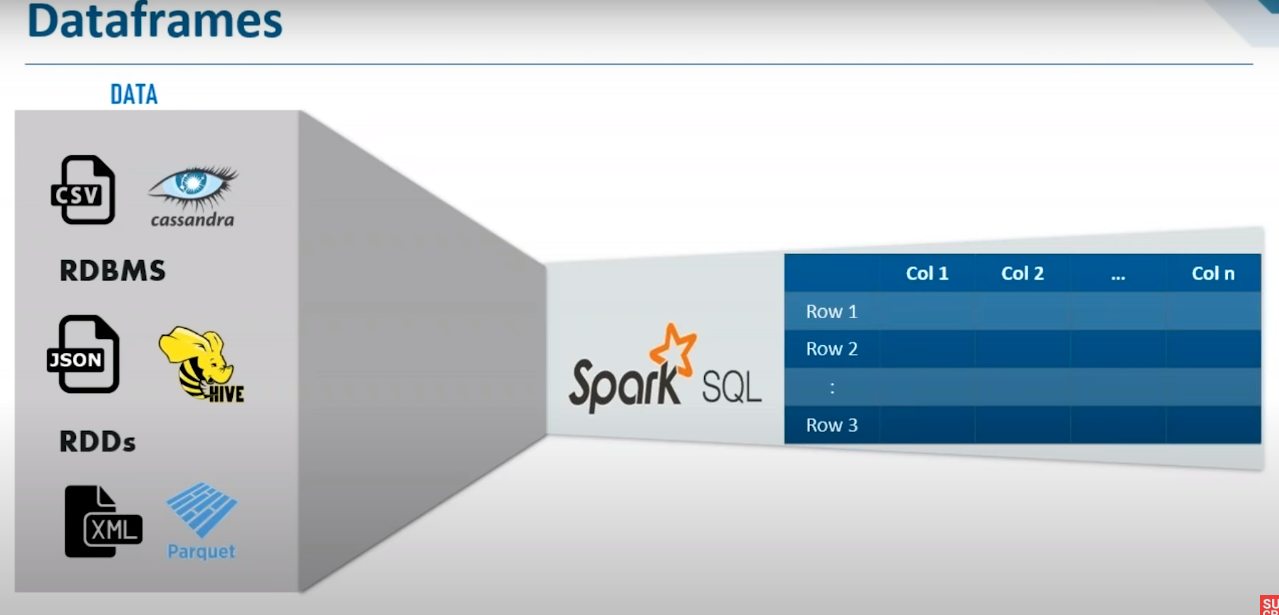 Dataframes
DATA
CSV
cassandra
RDBMS
JSON
HIVE
RDDs
XML
Parquet
Spark SQL
Col 1 Col 2 ... Col n
Row 1
Row 2
:
Row 3
SU